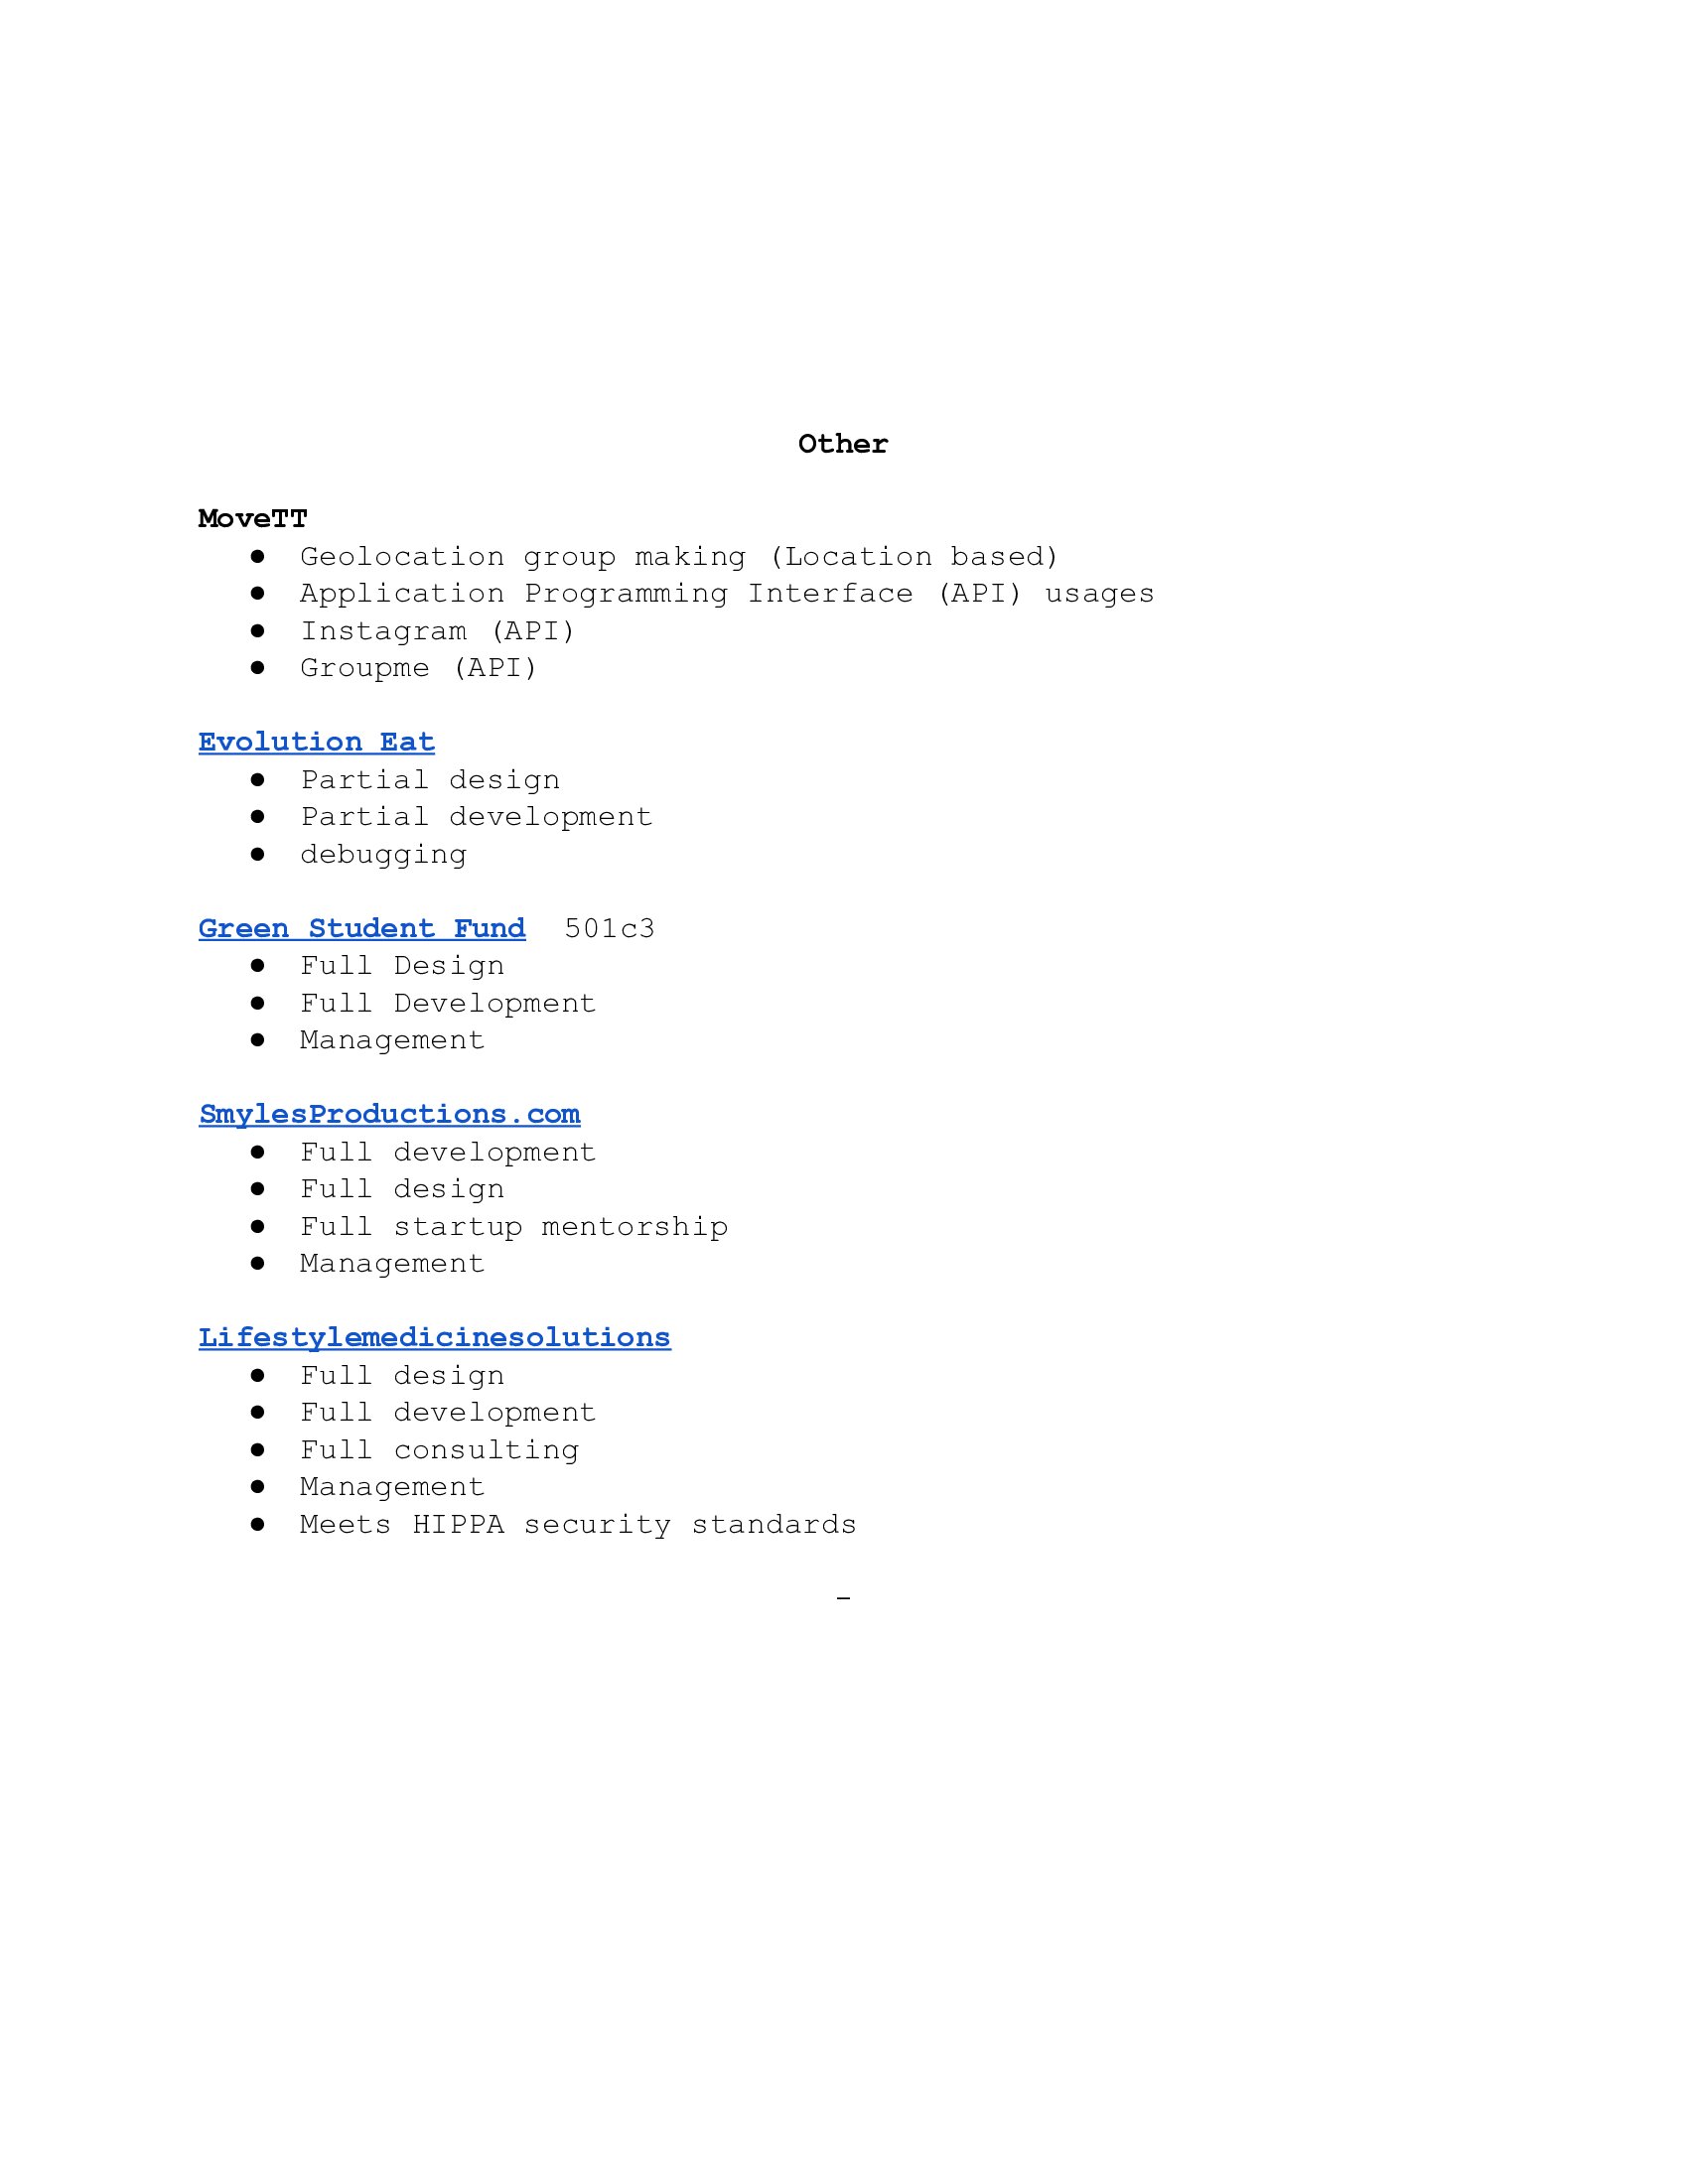 Other
MoveTT
● Geolocation group making (Location based)
● Application Programming Interface (API) usages
● Instagram (API)
● Groupme (API)
Evolution Eat
● Partial design
● Partial development
● debugging
Green Student Fund 501c3
● Full Design
● Full Development
● Management
SmylesProductions.com
● Full development
● Full design
● Full startup mentorship
● Management
Lifestylemedicinesolutions
● Full design
● Full development
● Full consulting
● Management
● Meets HIPPA security standards
-